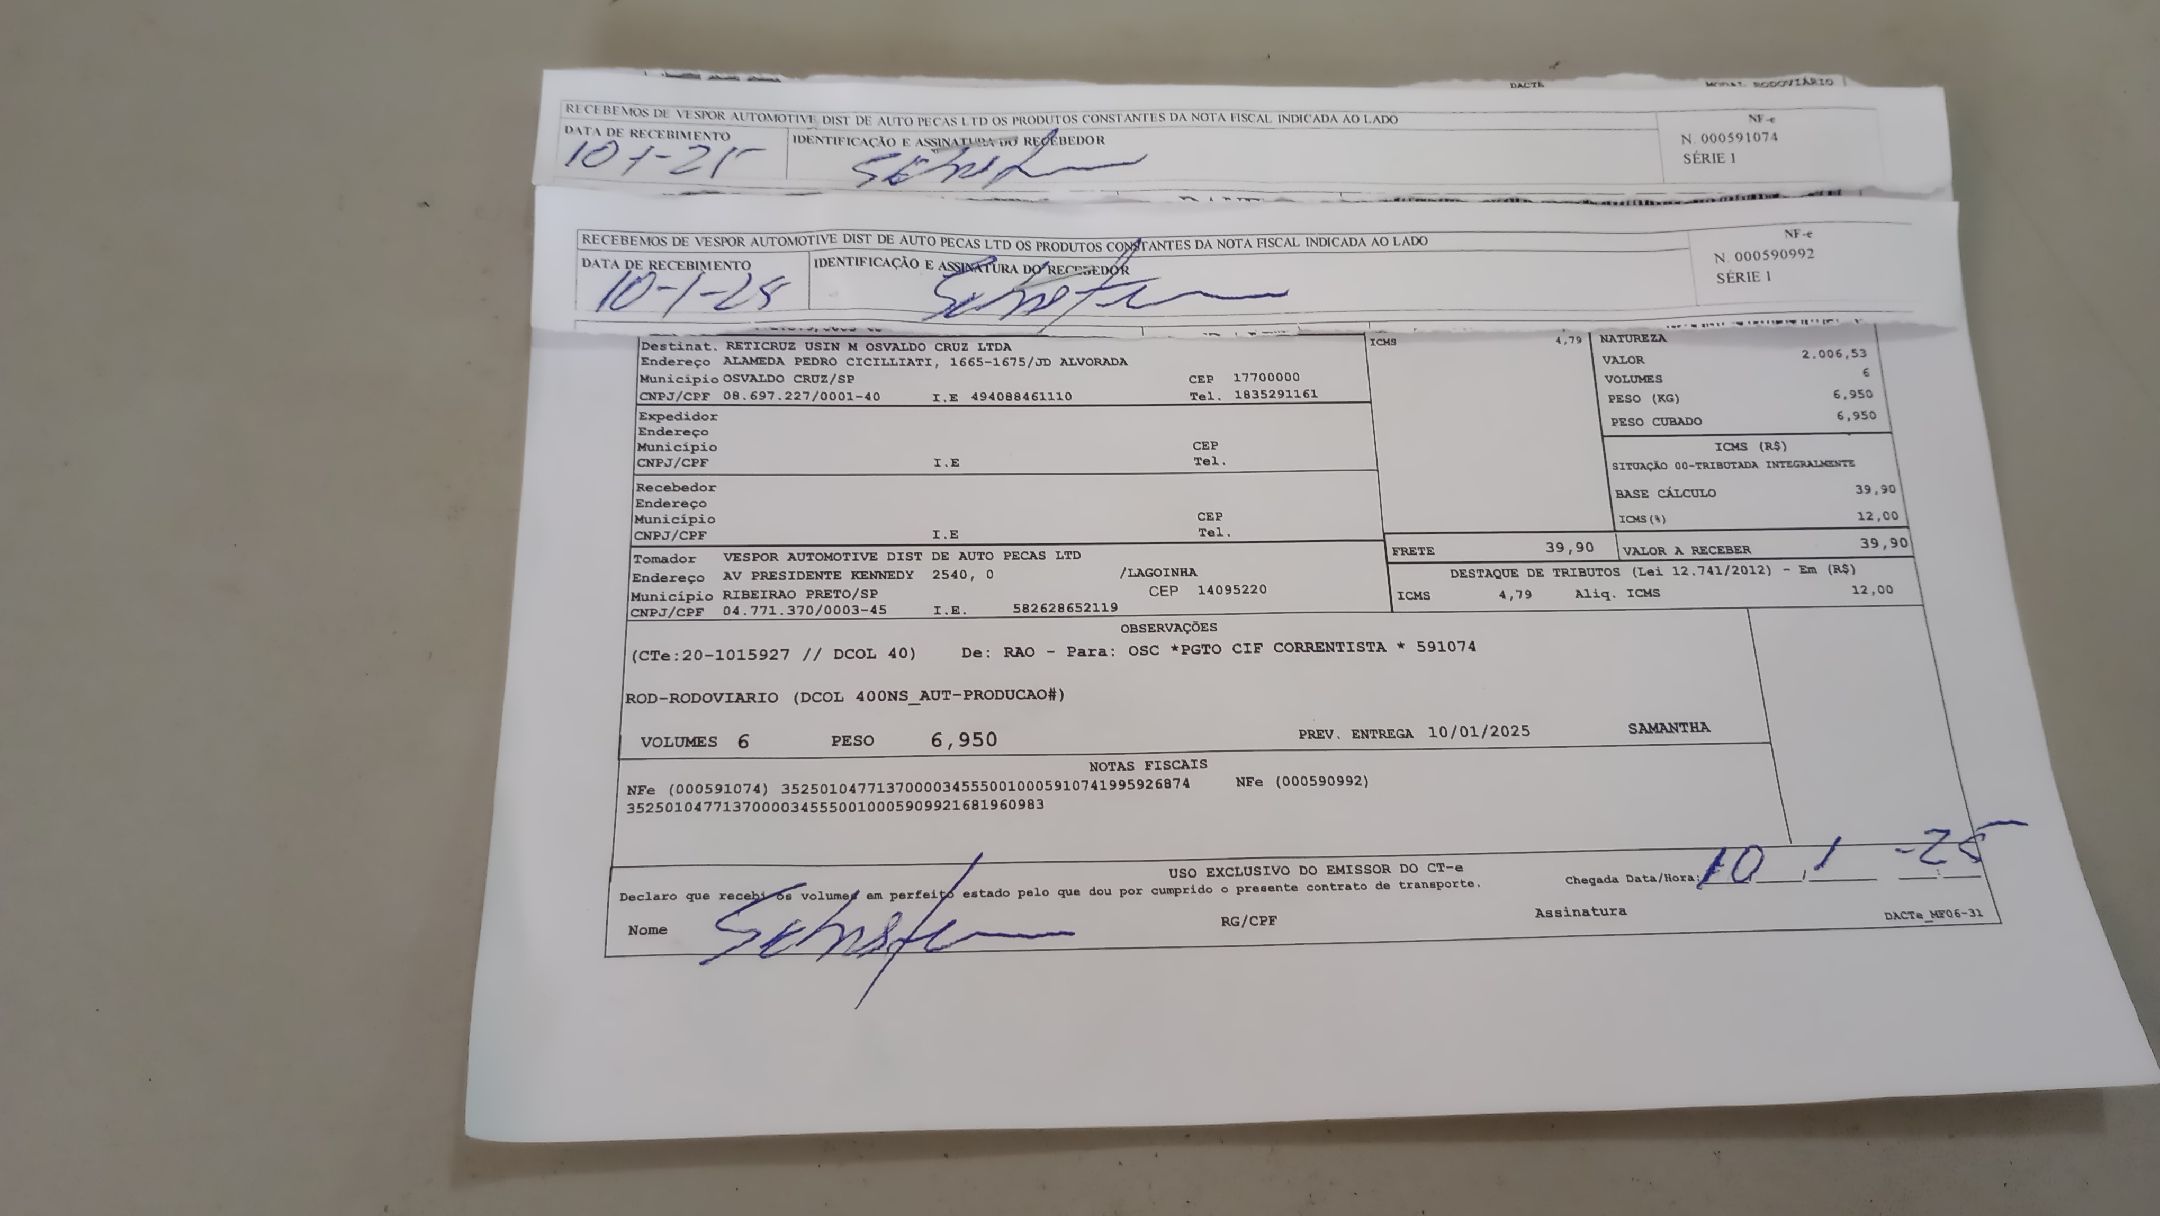 DACTE MODAL RODOVIÁRIO
RECEBEMOS DE VESPOR AUTOMOTIVE DIST DE AUTO PECAS LTD OS PRODUTOS CONSTANTES DA NOTA FISCAL INDICADA AO LADO
NF-e
DATA DE RECEBIMENTO IDENTIFICAÇÃO E ASSINATURA DO RECEBEDOR
N. 000591074
10-1-25
SÉRIE 1
RECEBEMOS DE VESPOR AUTOMOTIVE DIST DE AUTO PECAS LTD OS PRODUTOS CONSTANTES DA NOTA FISCAL INDICADA AO LADO
NF-e
DATA DE RECEBIMENTO IDENTIFICAÇÃO E ASSINATURA DO RECEBEDOR
N. 000590992
10-1-25
SÉRIE 1
Destinat. RETICRUZ USIN M OSVALDO CRUZ LTDA
Endereço ALAMEDA PEDRO CICILLIATI, 1665-1675/JD ALVORADA
Município OSVALDO CRUZ/SP CEP 17700000
CNPJ/CPF 08.697.227/0001-40 I.E 494088461110 Tel. 1835291161
Expedidor
Endereço
Município CEP
CNPJ/CPF I.E Tel.
Recebedor
Endereço
Município CEP
CNPJ/CPF I.E Tel.
Tomador VESPOR AUTOMOTIVE DIST DE AUTO PECAS LTD
Endereço AV PRESIDENTE KENNEDY 2540, 0 /LAGOINHA
Município RIBEIRAO PRETO/SP CEP 14095220
CNPJ/CPF 04.771.370/0003-45 I.E. 582628652119
ICMS 4,79
NATUREZA
VALOR 2.006,53
VOLUMES 6
PESO (KG) 6,950
PESO CUBADO 6,950
ICMS (R$)
SITUAÇÃO 00-TRIBUTADA INTEGRALMENTE
BASE CÁLCULO 39,90
ICMS(%) 12,00
FRETE 39,90 VALOR A RECEBER 39,90
DESTAQUE DE TRIBUTOS (Lei 12.741/2012) - Em (R$)
ICMS 4,79 Aliq. ICMS 12,00
OBSERVAÇÕES
(CTe:20-1015927 // DCOL 40) De: RAO - Para: OSC *PGTO CIF CORRENTISTA * 591074
ROD-RODOVIARIO (DCOL 400NS_AUT-PRODUCAO#)
VOLUMES 6 PESO 6,950 PREV. ENTREGA 10/01/2025 SAMANTHA
NOTAS FISCAIS
NFe (000591074) 35250104771370000345550010005910741995926874 NFe (000590992)
35250104771370000345550010005909921681960983
USO EXCLUSIVO DO EMISSOR DO CT-e
Declaro que recebi os volumes em perfeito estado pelo que dou por cumprido o presente contrato de transporte. Chegada Data/Hora: 10 1 -25
Nome RG/CPF Assinatura DACTe_MF06-31